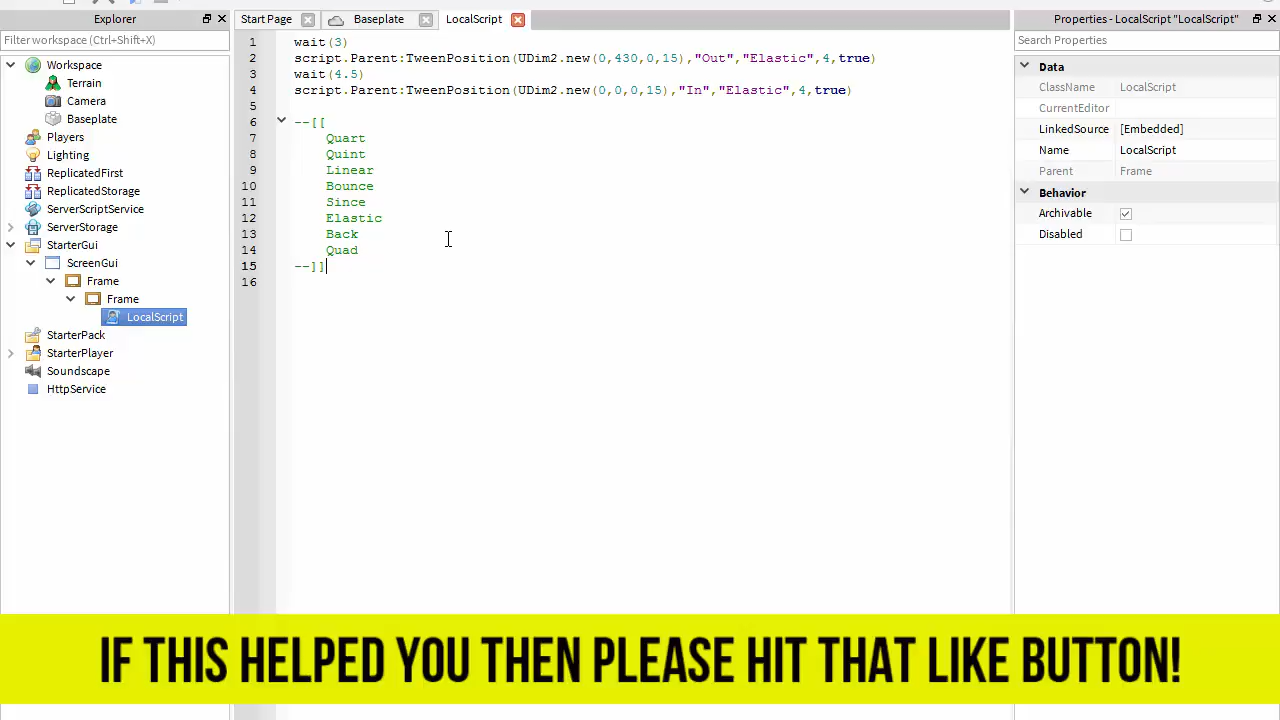 Explorer
Filter workspace (Ctrl+Shift+X)
Workspace
Terrain
Camera
Baseplate
Players
Lighting
ReplicatedFirst
ReplicatedStorage
ServerScriptService
ServerStorage
StarterGui
ScreenGui
Frame
Frame
LocalScript
StarterPack
StarterPlayer
Soundscape
HttpService
Start Page
Baseplate
LocalScript
1 wait(3)
2 script.Parent:TweenPosition(UDim2.new(0,430,0,15),"Out","Elastic",4,true)
3 wait(4.5)
4 script.Parent:TweenPosition(UDim2.new(0,0,0,15),"In","Elastic",4,true)
5
6 --[[
7 Quart
8 Quint
9 Linear
10 Bounce
11 Since
12 Elastic
13 Back
14 Quad
15 --]]
16
Properties - LocalScript "LocalScript"
Search Properties
Data
ClassName LocalScript
CurrentEditor
LinkedSource [Embedded]
Name LocalScript
Parent Frame
Behavior
Archivable
Disabled
IF THIS HELPED YOU THEN PLEASE HIT THAT LIKE BUTTON!